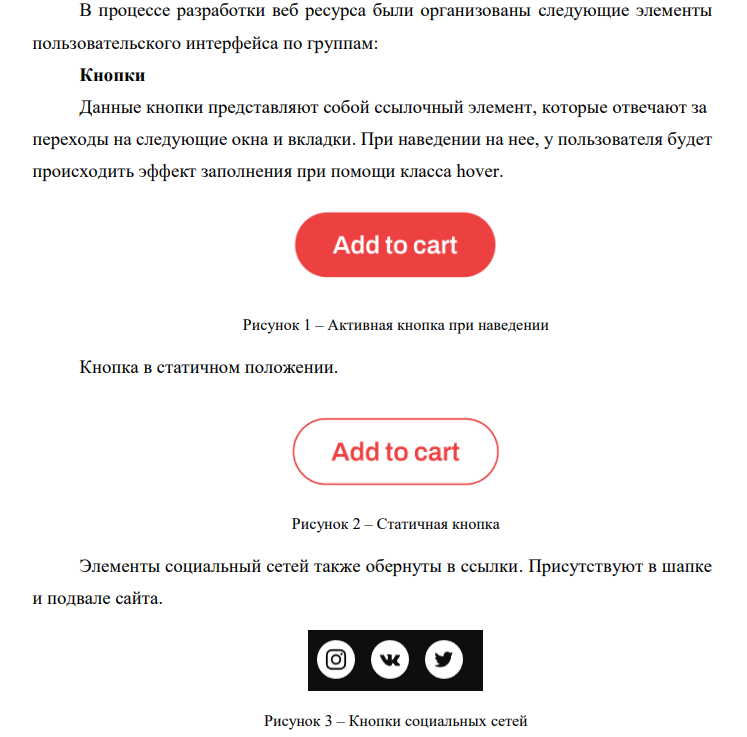 В процессе разработки веб ресурса были организованы следующие элементы
пользовательского интерфейса по группам:
Кнопки
Данные кнопки представляют собой ссылочный элемент, которые отвечают за
переходы на следующие окна и вкладки. При наведении на нее, у пользователя будет
происходить эффект заполнения при помощи класса hover.
Add to cart
Рисунок 1 – Активная кнопка при наведении
Кнопка в статичном положении.
Add to cart
Рисунок 2 – Статичная кнопка
Элементы социальный сетей также обернуты в ссылки. Присутствуют в шапке
и подвале сайта.
Рисунок 3 – Кнопки социальных сетей